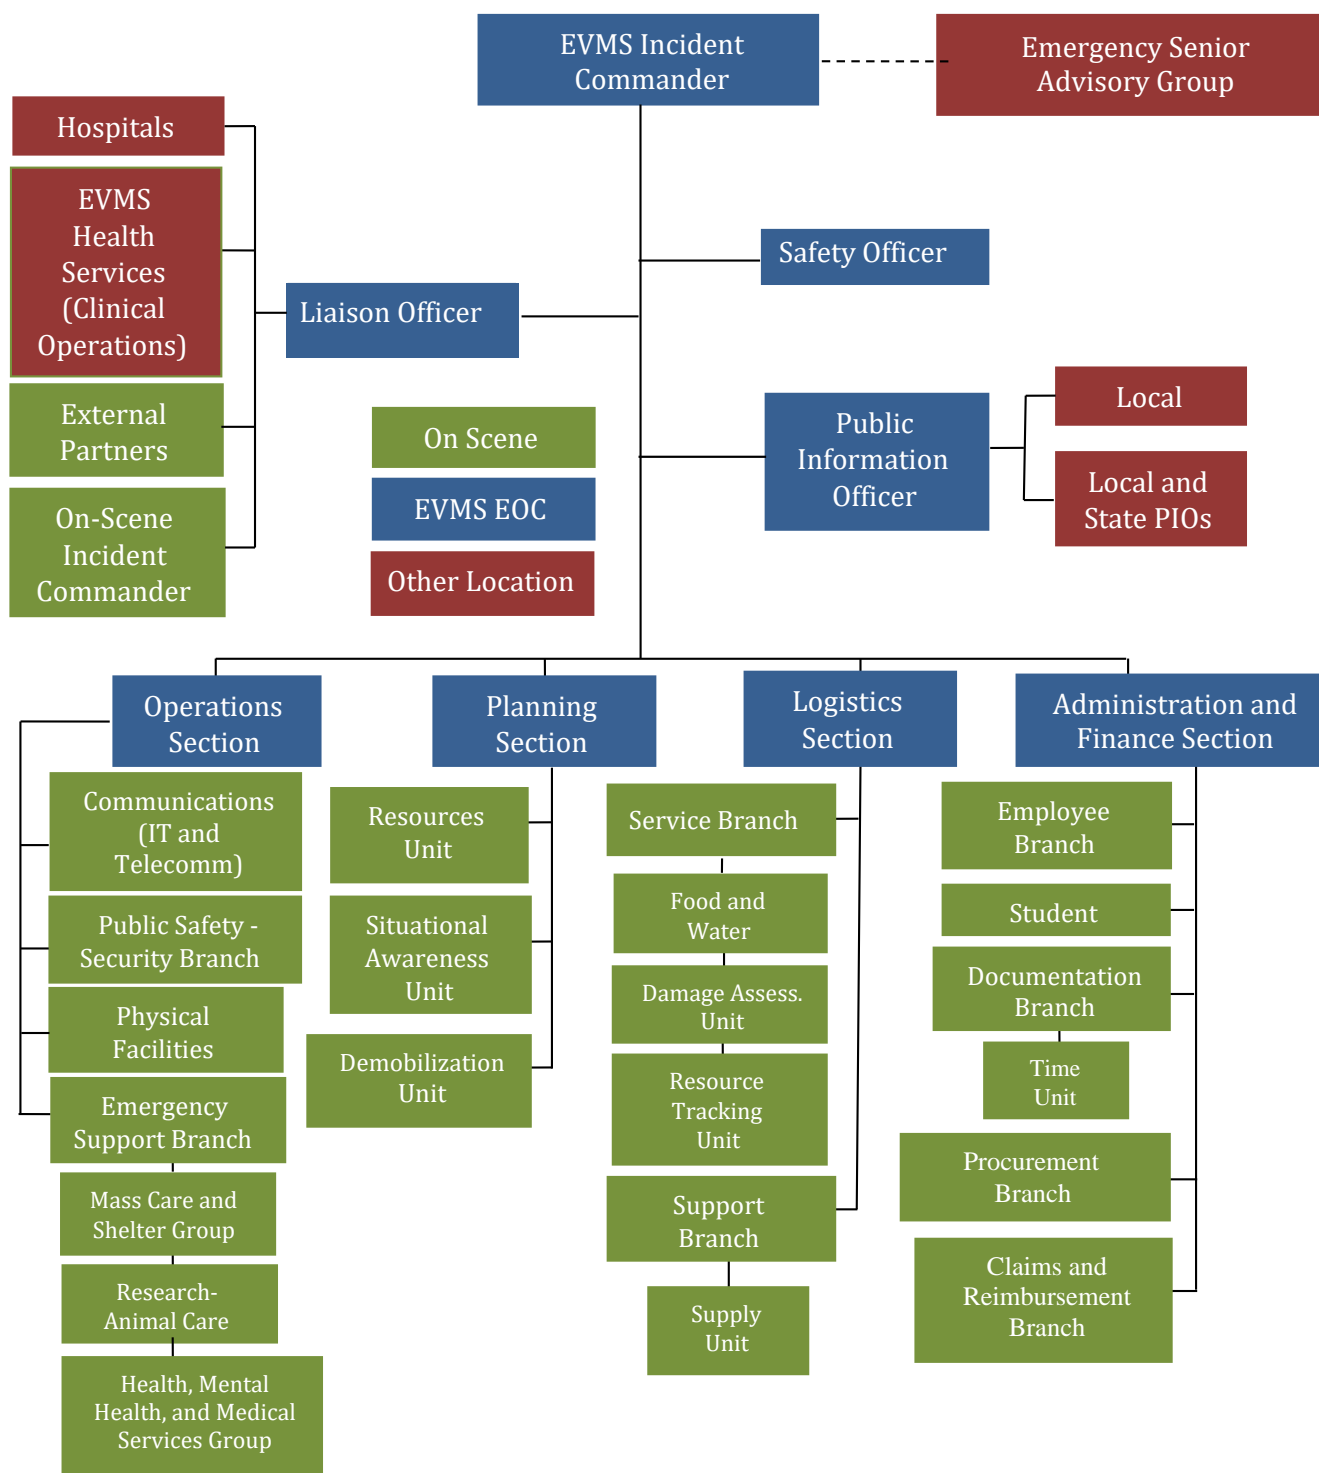 EVMS Incident
Commander
Emergency Senior
Advisory Group
Hospitals
EVMS
Health
Services
(Clinical
Operations)
External
Partners
On-Scene
Incident
Commander
Liaison Officer
Safety Officer
Public
Information
Officer
Local
Local and
State PIOs
On Scene
EVMS EOC
Other Location
Operations
Section
Communications
(IT and
Telecomm)
Public Safety -
Security Branch
Physical
Facilities
Emergency
Support Branch
Mass Care and
Shelter Group
Research-
Animal Care
Health, Mental
Health, and Medical
Services Group
Planning
Section
Resources
Unit
Situational
Awareness
Unit
Demobilization
Unit
Logistics
Section
Service Branch
Food and
Water
Damage Assess.
Unit
Resource
Tracking
Unit
Support
Branch
Supply
Unit
Administration and
Finance Section
Employee
Branch
Student
Documentation
Branch
Time
Unit
Procurement
Branch
Claims and
Reimbursement
Branch